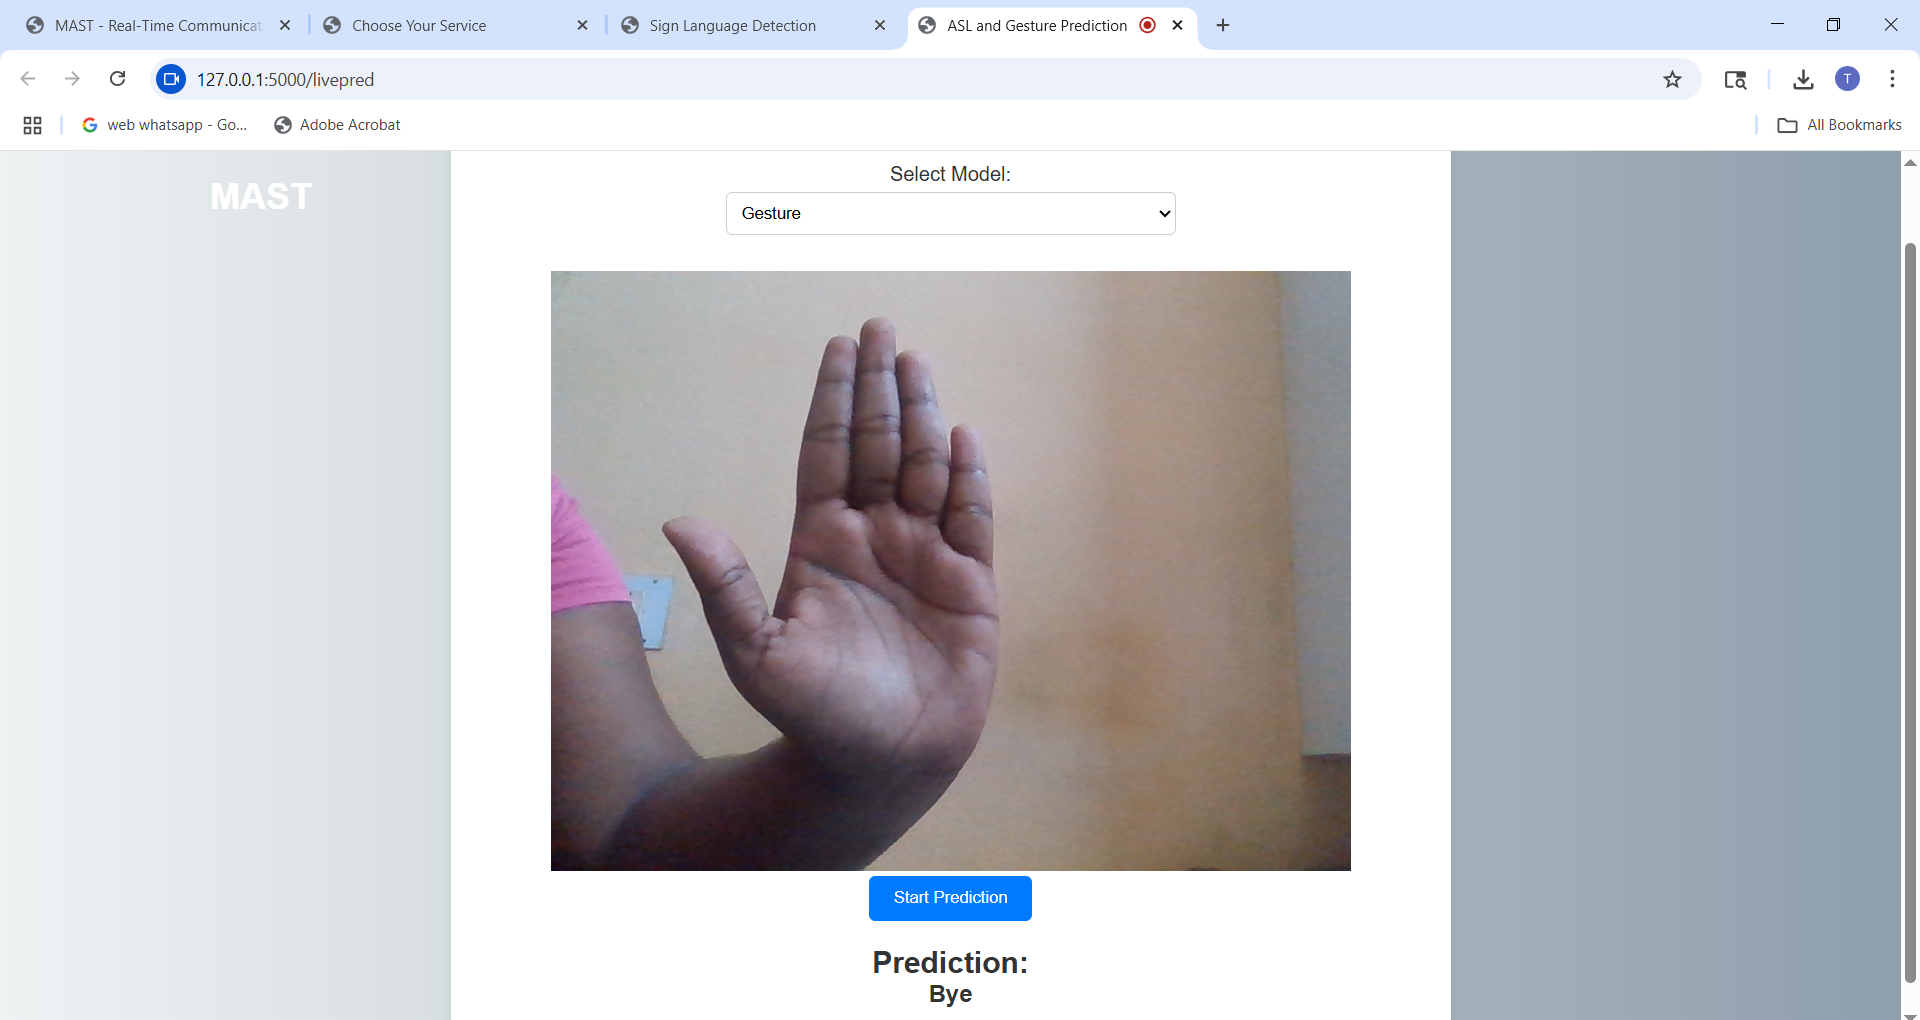 MAST - Real-Time Communicat
Choose Your Service
Sign Language Detection
ASL and Gesture Prediction
127.0.0.1:5000/livepred
T
web whatsapp - Go...
Adobe Acrobat
All Bookmarks
MAST
Select Model:
Gesture
Start Prediction
Prediction:
Bye